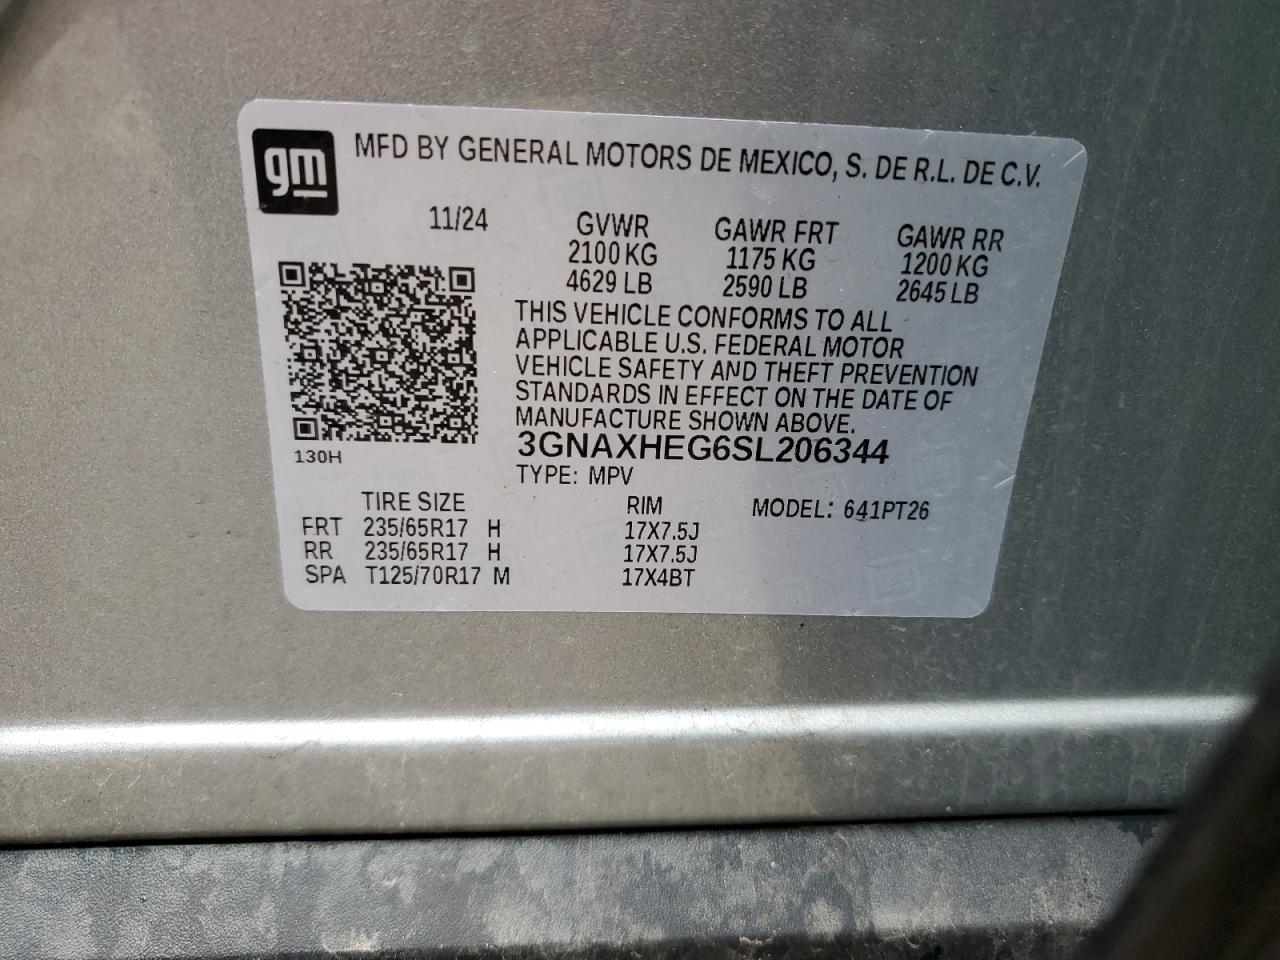 gm
MFD BY GENERAL MOTORS DE MEXICO, S. DE R.L. DE C.V.
11/24 GVWR GAWR FRT GAWR RR
2100 KG 1175 KG 1200 KG
4629 LB 2590 LB 2645 LB
THIS VEHICLE CONFORMS TO ALL
APPLICABLE U.S. FEDERAL MOTOR
VEHICLE SAFETY AND THEFT PREVENTION
STANDARDS IN EFFECT ON THE DATE OF
MANUFACTURE SHOWN ABOVE.
130H
3GNAXHEG6SL206344
TYPE: MPV
TIRE SIZE RIM MODEL: 641PT26
FRT 235/65R17 H 17X7.5J
RR 235/65R17 H 17X7.5J
SPA T125/70R17 M 17X4BT